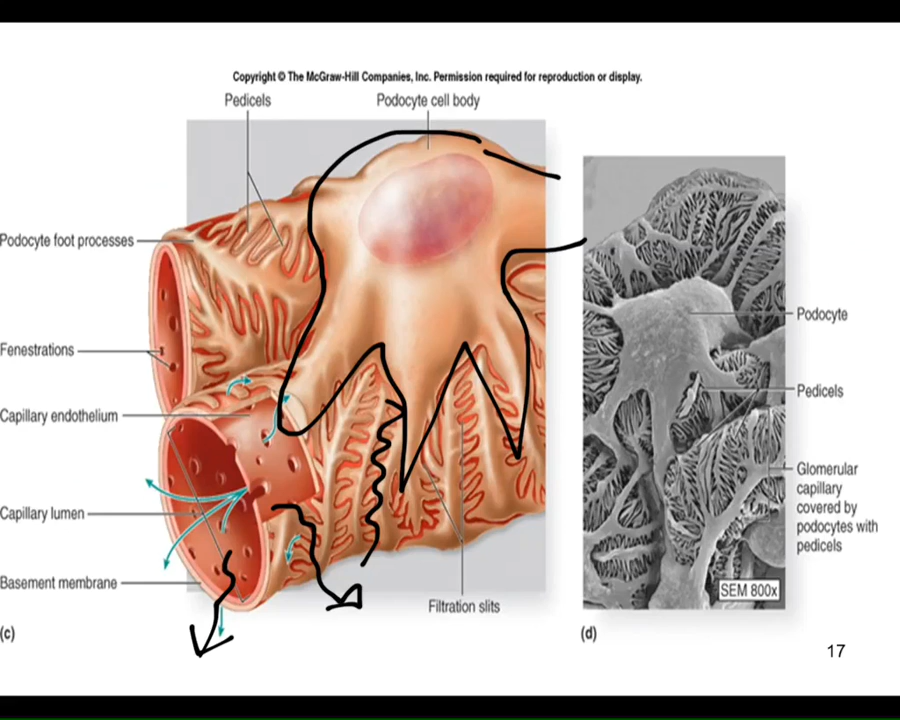 Copyright © The McGraw-Hill Companies, Inc. Permission required for reproduction or display.
Pedicels
Podocyte cell body
Podocyte foot processes
Fenestrations
Capillary endothelium
Capillary lumen
Basement membrane
Filtration slits
(c)
Podocyte
Pedicels
Glomerular
capillary
covered by
podocytes with
pedicels
SEM 800x
(d)
17